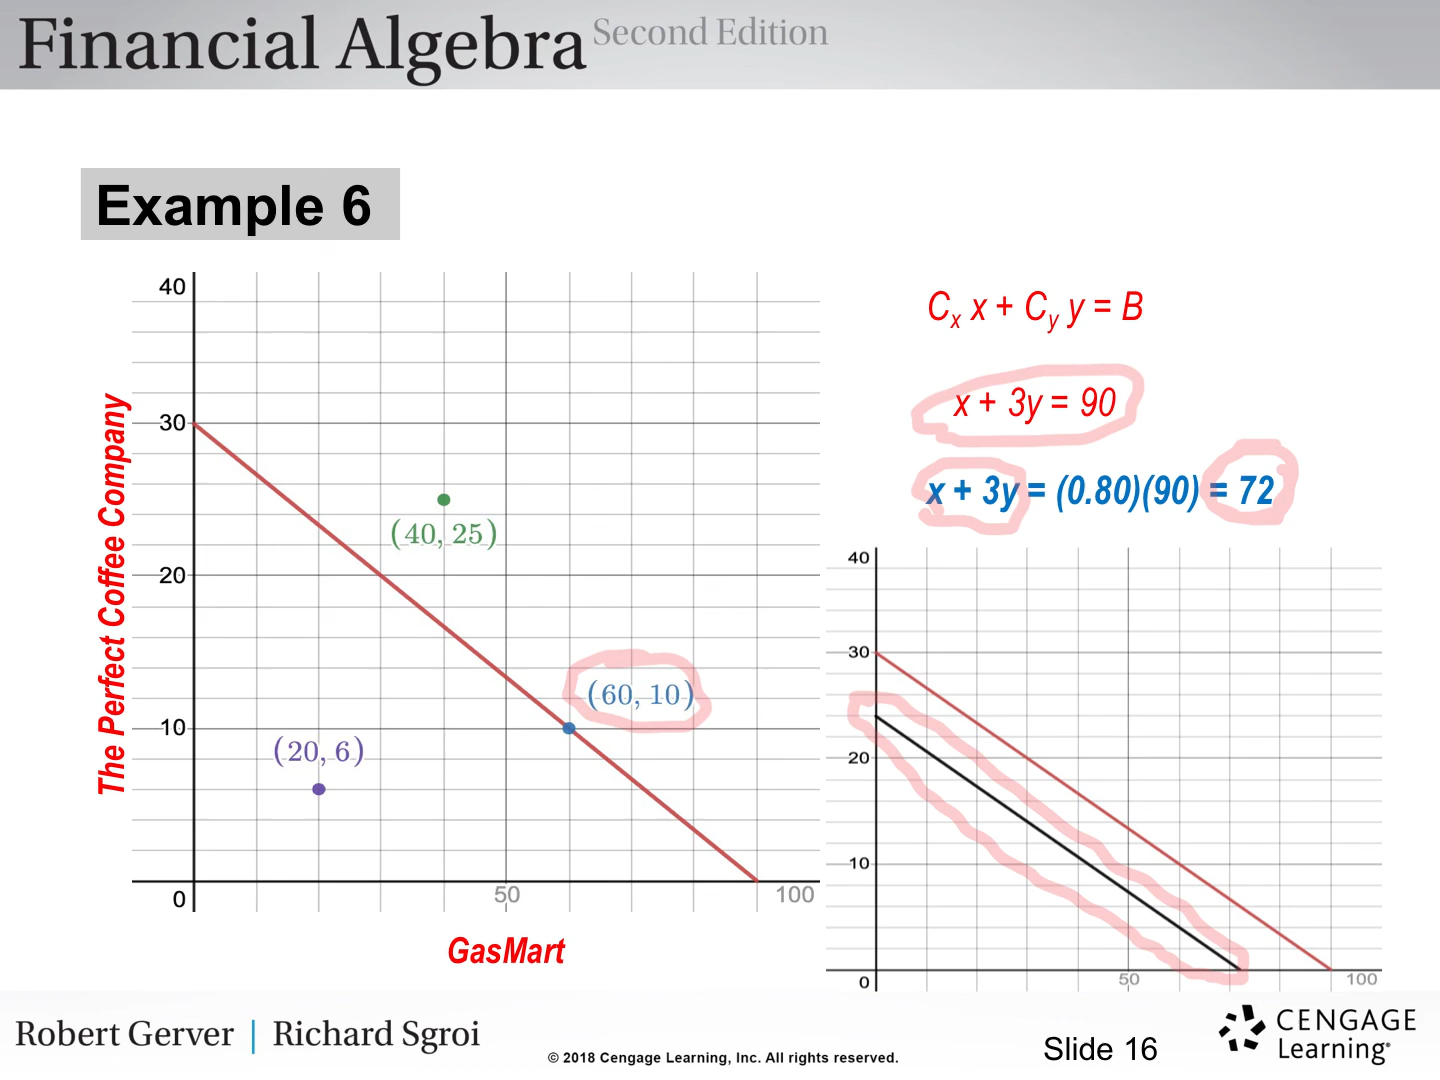 Financial Algebra Second Edition
Example 6
40
30
20
10
0
50
100
(40, 25)
(60, 10)
(20, 6)
The Perfect Coffee Company
GasMart
Cx x + Cy y = B
x + 3y = 90
x + 3y = (0.80)(90) = 72
40
30
20
10
0
50
100
Robert Gerver | Richard Sgroi
© 2018 Cengage Learning, Inc. All rights reserved.
Slide 16
CENGAGE
Learning®